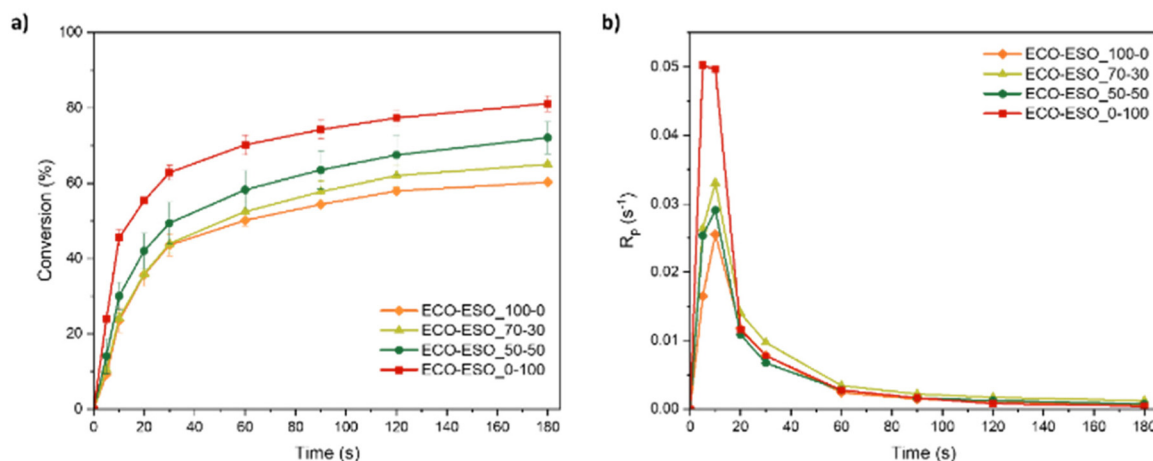 a)
100
80
60
40
20
0
Conversion (%)
ECO-ESO_100-0
ECO-ESO_70-30
ECO-ESO_50-50
ECO-ESO_0-100
0 20 40 60 80 100 120 140 160 180
Time (s)
b)
0.05
0.04
0.03
0.02
0.01
0.00
Rp (s-1)
ECO-ESO_100-0
ECO-ESO_70-30
ECO-ESO_50-50
ECO-ESO_0-100
0 20 40 60 80 100 120 140 160 180
Time (s)